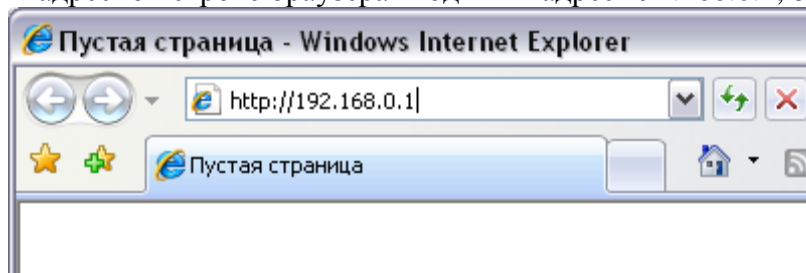 Пустая страница - Windows Internet Explorer
http://192.168.0.1
Пустая страница